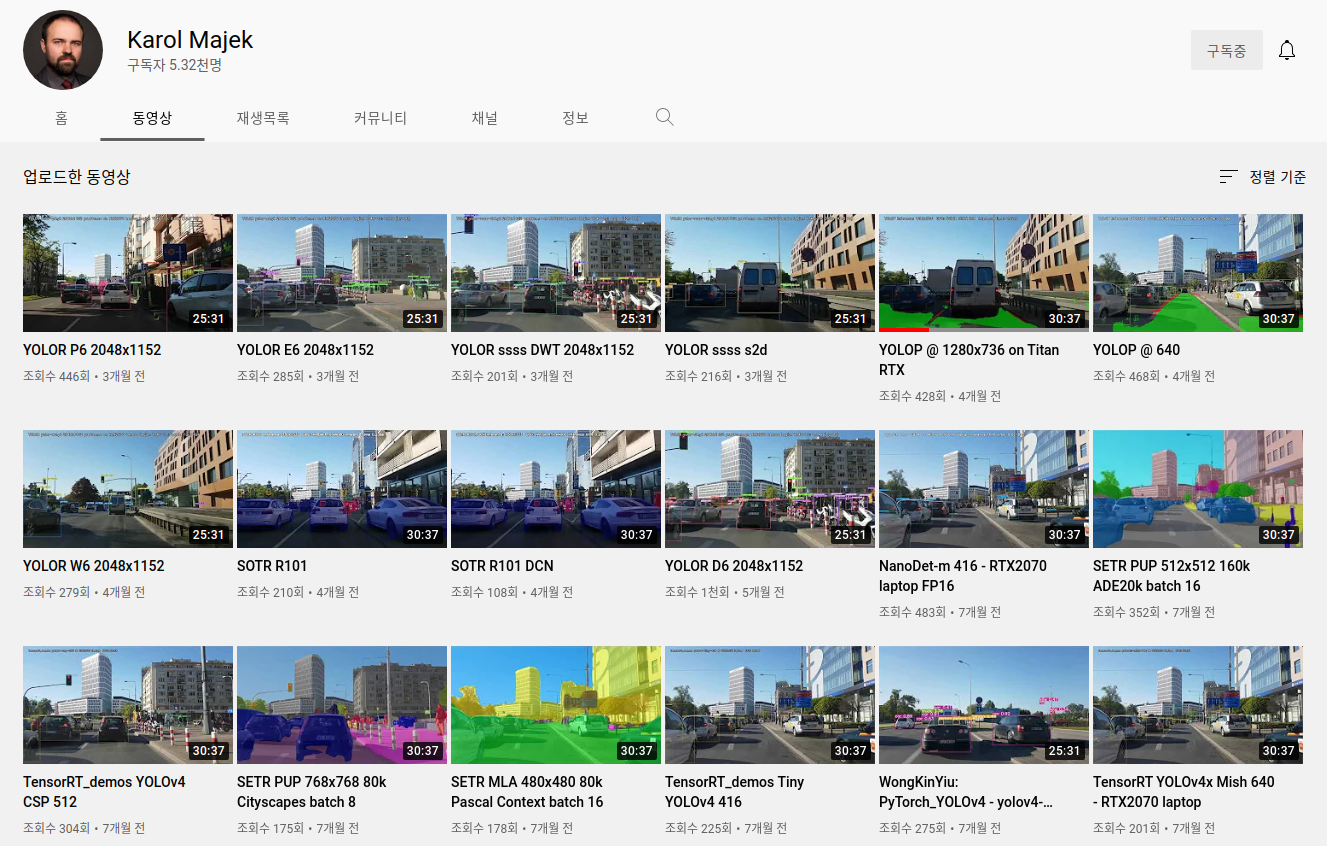 Karol Majek
구독자 5.32천명
구독중
홈
동영상
재생목록
커뮤니티
채널
정보
업로드한 동영상
정렬 기준
25:31
25:31
25:31
25:31
30:37
30:37
YOLOR P6 2048x1152
조회수 446회 • 3개월 전
YOLOR E6 2048x1152
조회수 285회 • 3개월 전
YOLOR ssss DWT 2048x1152
조회수 201회 • 3개월 전
YOLOR ssss s2d
조회수 216회 • 3개월 전
YOLOP @ 1280x736 on Titan
RTX
조회수 428회 • 4개월 전
YOLOP @ 640
조회수 468회 • 4개월 전
25:31
30:37
30:37
25:31
30:37
30:37
YOLOR W6 2048x1152
조회수 279회 • 4개월 전
SOTR R101
조회수 210회 • 4개월 전
SOTR R101 DCN
조회수 108회 • 4개월 전
YOLOR D6 2048x1152
조회수 1천회 • 5개월 전
NanoDet-m 416 - RTX2070
laptop FP16
조회수 483회 • 7개월 전
SETR PUP 512x512 160k
ADE20k batch 16
조회수 352회 • 7개월 전
30:37
30:37
30:37
30:37
25:31
30:37
TensorRT_demos YOLOv4
CSP 512
조회수 304회 • 7개월 전
SETR PUP 768x768 80k
Cityscapes batch 8
조회수 175회 • 7개월 전
SETR MLA 480x480 80k
Pascal Context batch 16
조회수 178회 • 7개월 전
TensorRT_demos Tiny
YOLOv4 416
조회수 225회 • 7개월 전
WongKinYiu:
PyTorch_YOLOv4 - yolov4-...
조회수 275회 • 7개월 전
TensorRT YOLOv4x Mish 640
- RTX2070 laptop
조회수 201회 • 7개월 전